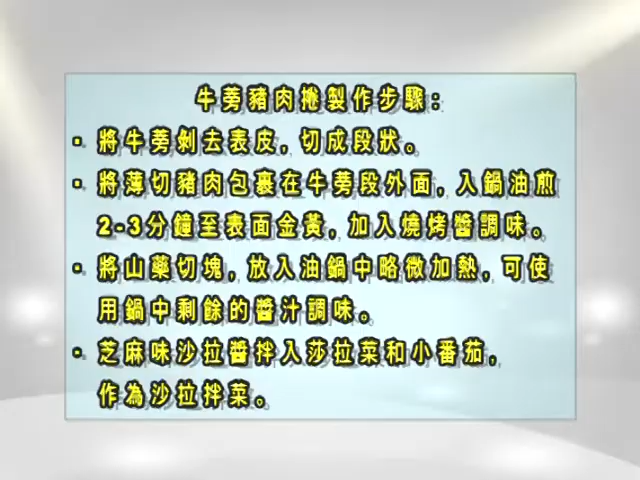 牛蒡豬肉捲製作步驟：
· 將牛蒡剝去表皮，切成段狀。
· 將薄切豬肉包裹在牛蒡段外面，入鍋油煎
2-3分鐘至表面金黃，加入燒烤醬調味。
· 將山藥切塊，放入油鍋中略微加熱，可使
用鍋中剩餘的醬汁調味。
· 芝麻味沙拉醬拌入莎拉菜和小番茄，
作為沙拉拌菜。